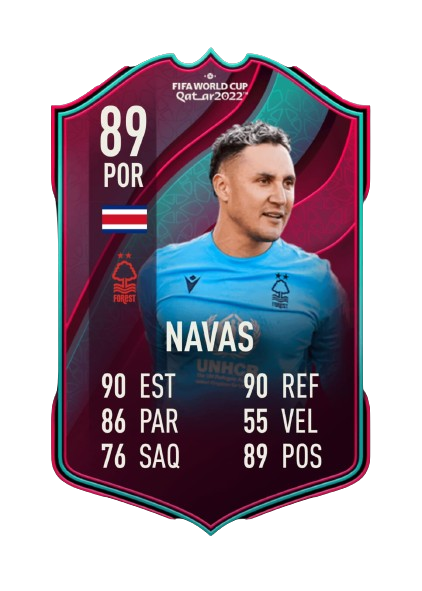 FIFA WORLD CUP
Qatar2022
89
POR
FOREST
NAVAS
UNHCR
90 EST
90 REF
86 PAR
55 VEL
76 SAQ
89 POS